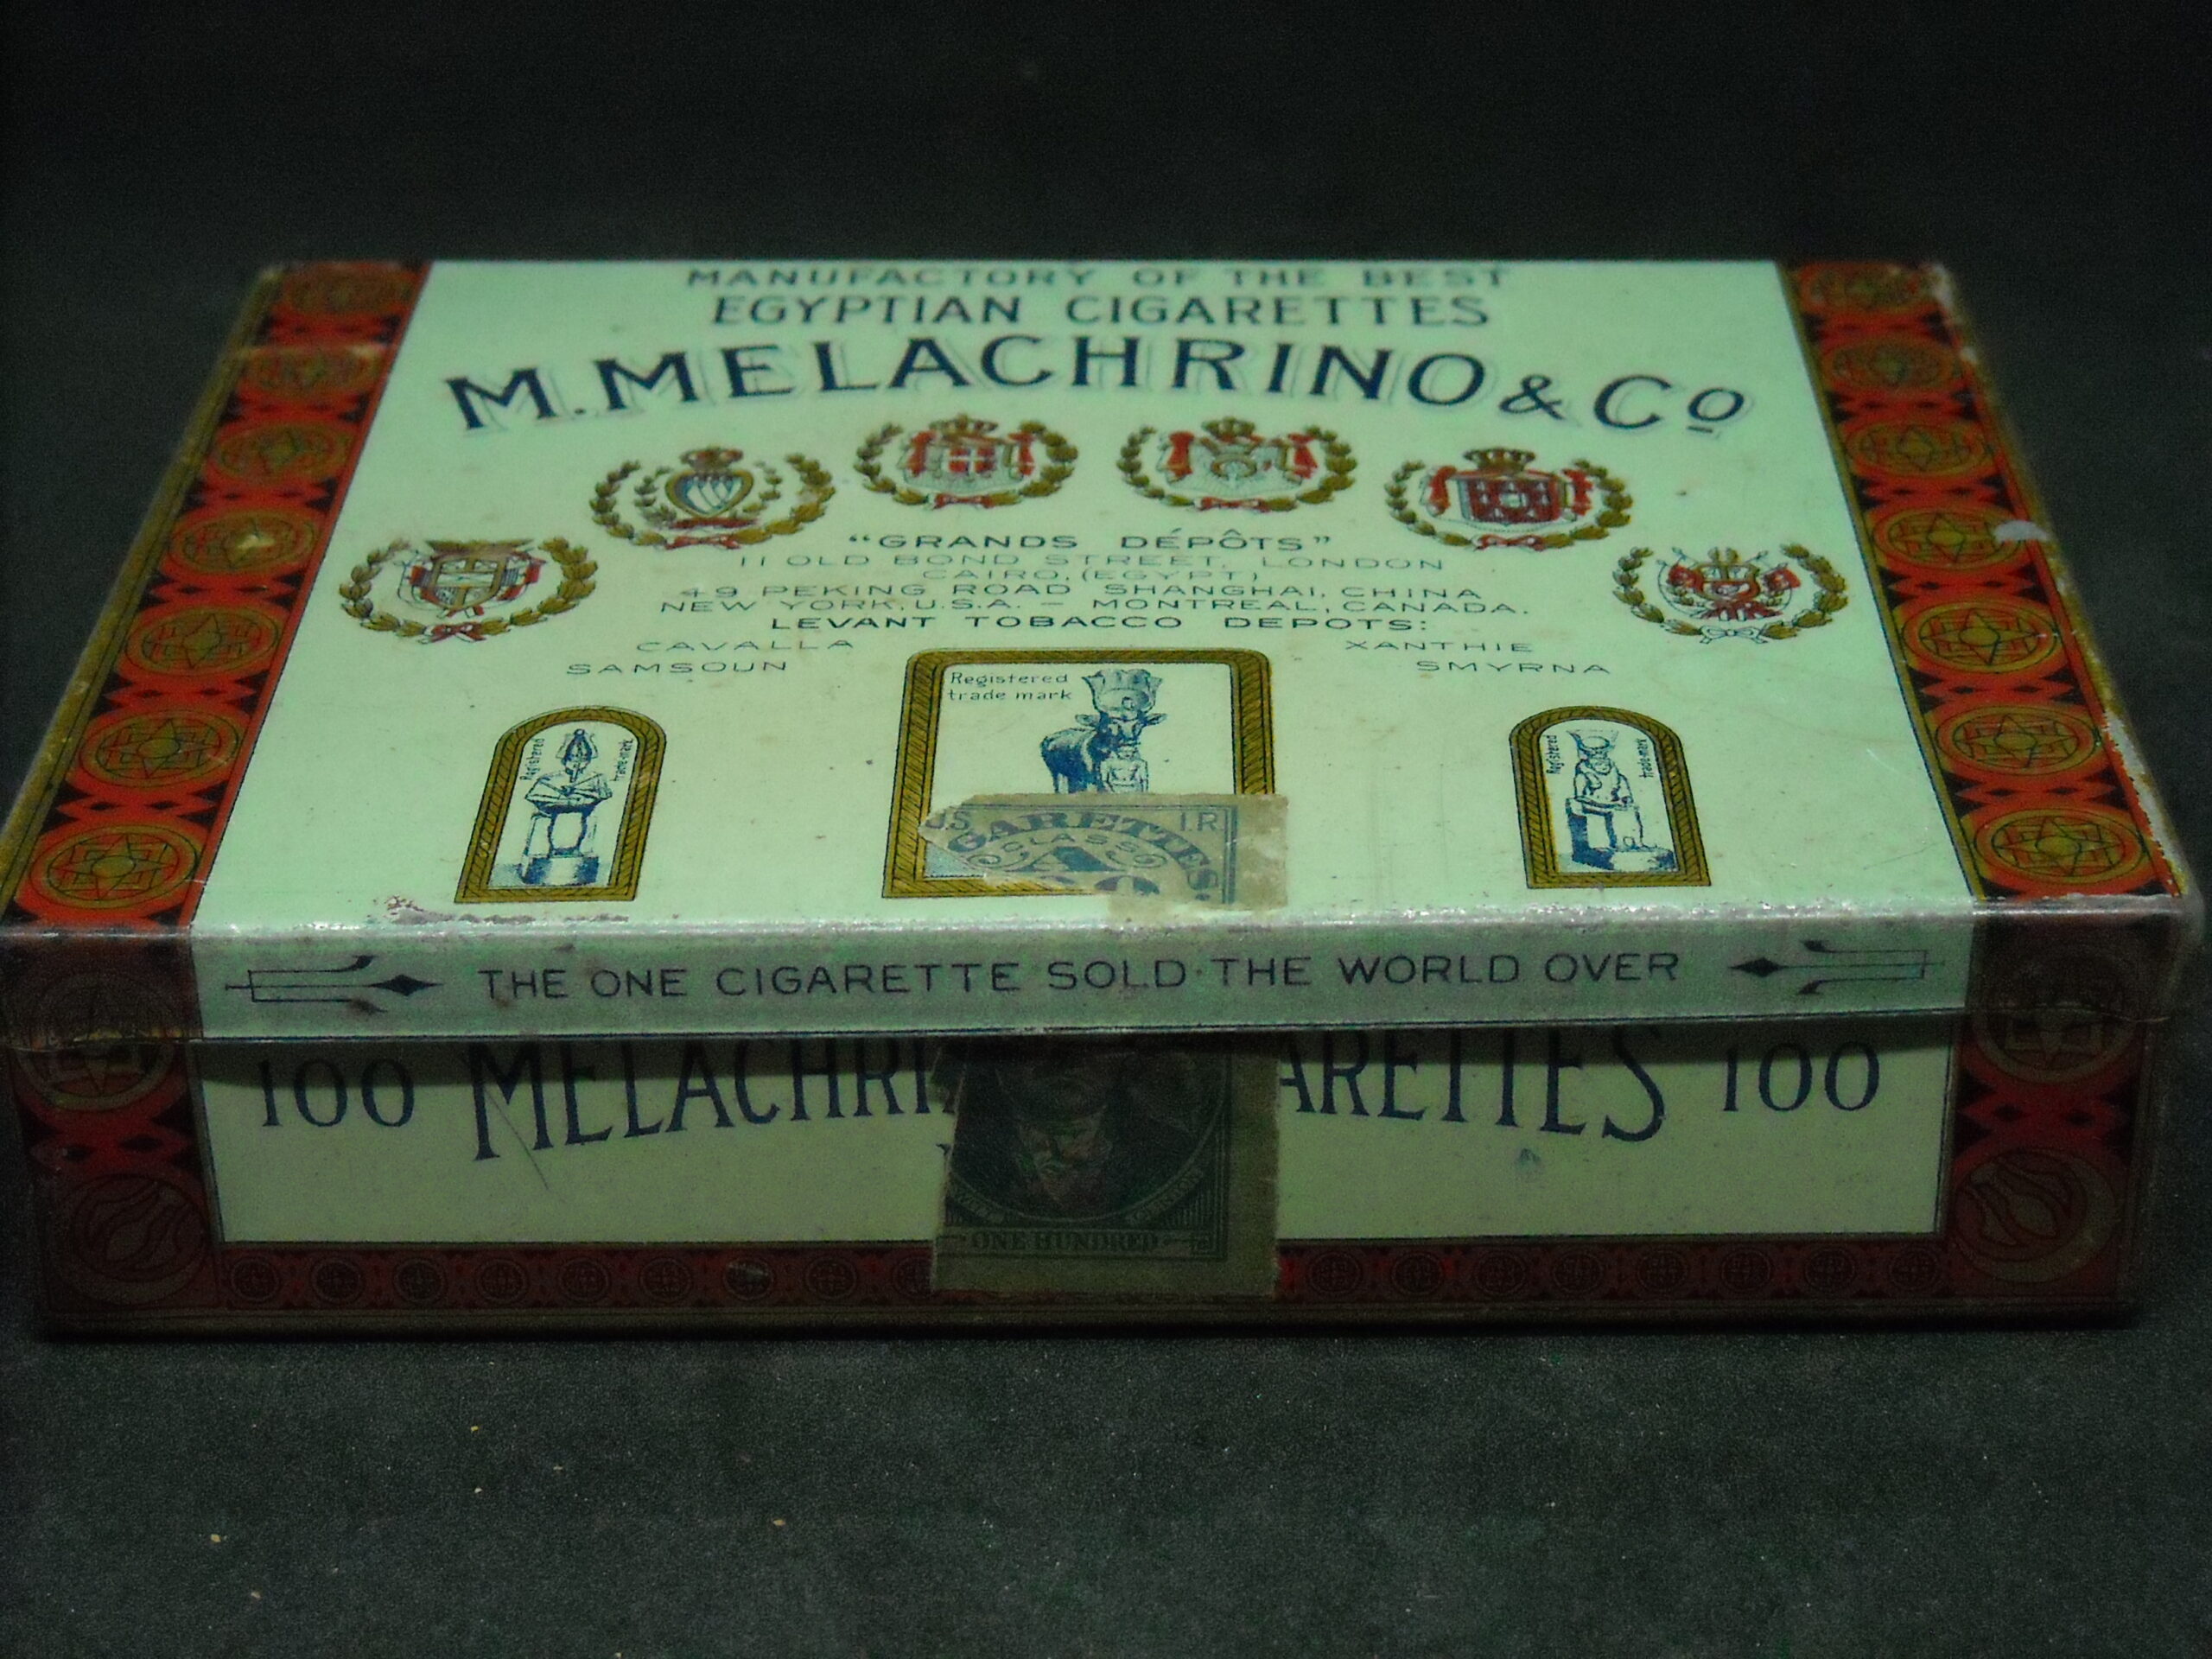 MANUFACTORY OF THE BEST
EGYPTIAN CIGARETTES
M. MELACHRINO & Cº
"GRANDS DÉPÔTS"
11 OLD BOND STREET, LONDON
CAIRO, (EGYPT)
49 PEKING ROAD SHANGHAI, CHINA
NEW YORK, U.S.A. — MONTREAL, CANADA.
LEVANT TOBACCO DEPOTS:
CAVALLA XANTHIE
SAMSOUN SMYRNA
Registered
trade mark
Registered trade-mark
Registered trade-mark
U.S. I.R.
CIGARETTES
CLASS
A
THE ONE CIGARETTE SOLD·THE WORLD OVER
100 MELACHRI ARETTES 100
ONE HUNDRED